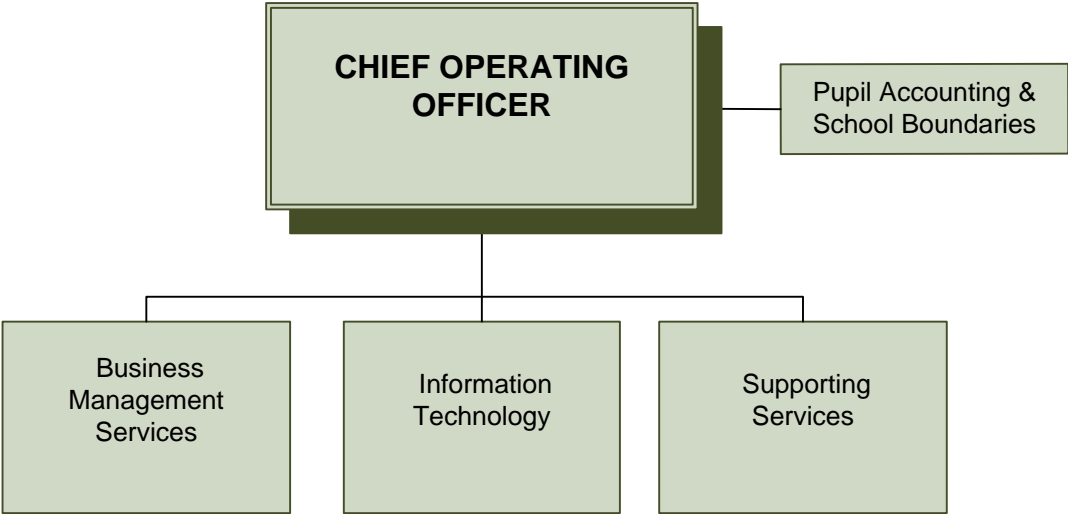 CHIEF OPERATING
OFFICER
Pupil Accounting &
School Boundaries
Business
Management
Services
Information
Technology
Supporting
Services